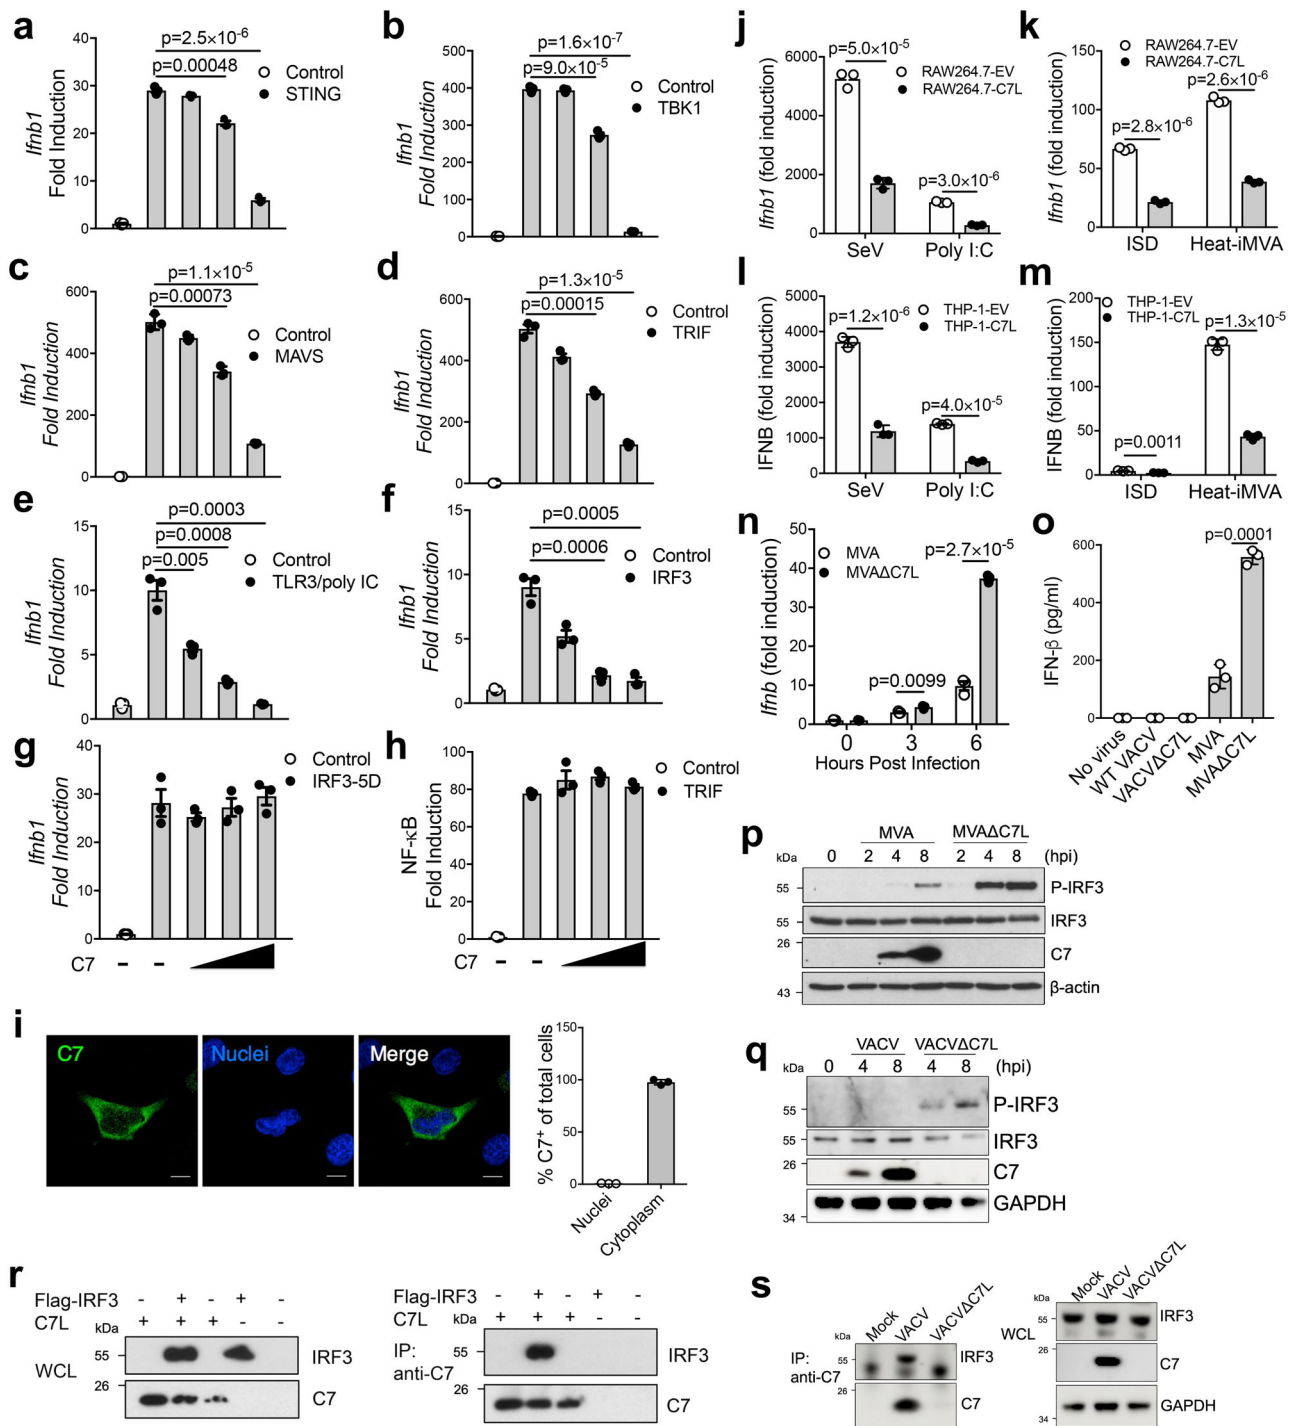 a
Ifnb1
Fold Induction
40
30
20
10
0
p=2.5×10-6
p=0.00048
Control
STING
b
Ifnb1
Fold Induction
500
400
300
200
100
0
p=1.6×10-7
p=9.0×10-5
Control
TBK1
c
Ifnb1
Fold Induction
600
400
200
0
p=1.1×10-5
p=0.00073
Control
MAVS
d
Ifnb1
Fold Induction
600
400
200
0
p=1.3×10-5
p=0.00015
Control
TRIF
e
Ifnb1
Fold Induction
15
10
5
0
p=0.0003
p=0.0008
p=0.005
Control
TLR3/poly IC
f
Ifnb1
Fold Induction
15
10
5
0
p=0.0005
p=0.0006
Control
IRF3
g
Ifnb1
Fold Induction
40
30
20
10
0
Control
IRF3-5D
C7 - -
h
NF-κB
Fold Induction
100
80
60
40
20
0
Control
TRIF
C7 - -
i
C7
Nuclei
Merge
% C7+ of total cells
150
100
50
0
Nuclei
Cytoplasm
j
Ifnb1 (fold induction)
6000
4000
2000
0
p=5.0×10-5
RAW264.7-EV
RAW264.7-C7L
p=3.0×10-6
SeV Poly I:C
k
Ifnb1 (fold induction)
150
100
50
0
RAW264.7-EV
RAW264.7-C7L
p=2.6×10-6
p=2.8×10-6
ISD Heat-iMVA
l
IFNB (fold induction)
5000
4000
3000
2000
1000
0
THP-1-EV
THP-1-C7L
p=1.2×10-6
p=4.0×10-5
SeV Poly I:C
m
IFNB (fold induction)
200
150
100
50
0
THP-1-EV
THP-1-C7L
p=1.3×10-5
p=0.0011
ISD Heat-iMVA
n
Ifnb (fold induction)
50
40
30
20
10
0
MVA
MVAΔC7L
p=2.7×10-5
p=0.0099
0 3 6
Hours Post Infection
o
IFN-β (pg/ml)
600
400
200
0
p=0.0001
No virus
WT VACV
VACVΔC7L
MVA
MVAΔC7L
p
MVA MVAΔC7L
kDa 0 2 4 8 2 4 8 (hpi)
55 P-IRF3
55 IRF3
26 C7
43 β-actin
q
VACV VACVΔC7L
kDa 0 4 8 4 8 (hpi)
55 P-IRF3
55 IRF3
26 C7
34 GAPDH
r
Flag-IRF3 - + - + -
C7L + + + - -
kDa
WCL
55 IRF3
26 C7
Flag-IRF3 - + - + -
C7L kDa + + + - -
IP:
anti-C7
55 IRF3
26 C7
s
Mock
VACV
VACVΔC7L
kDa
IP:
anti-C7
55 IRF3
26 C7
Mock
VACV
VACVΔC7L
kDa
WCL
55 IRF3
26 C7
34 GAPDH